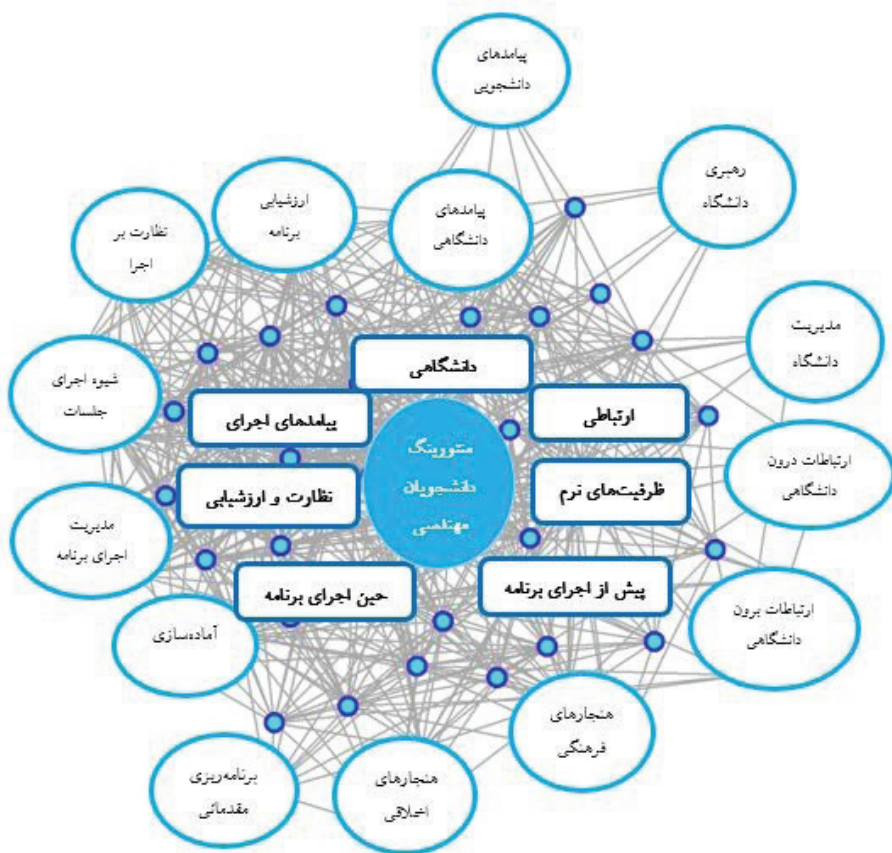 پیامدهای
دانشجویی
رهبری
دانشگاه
ارزشیابی
برنامه
پیامدهای
دانشگاهی
نظارت بر
اجرا
مدیریت
دانشگاه
شیوه اجرای
جلسات
دانشگاهی
پیامدهای اجرای
ارتباطی
منتورینگ
دانشجویان
مهندسی
ارتباطات درون
دانشگاهی
نظارت و ارزشیابی
ظرفیت‌های نرم
مدیریت
اجرای برنامه
حین اجرای برنامه
پیش از اجرای برنامه
آماده‌سازی
ارتباطات برون
دانشگاهی
هنجارهای
فرهنگی
برنامه‌ریزی
مقدماتی
هنجارهای
اخلاقی